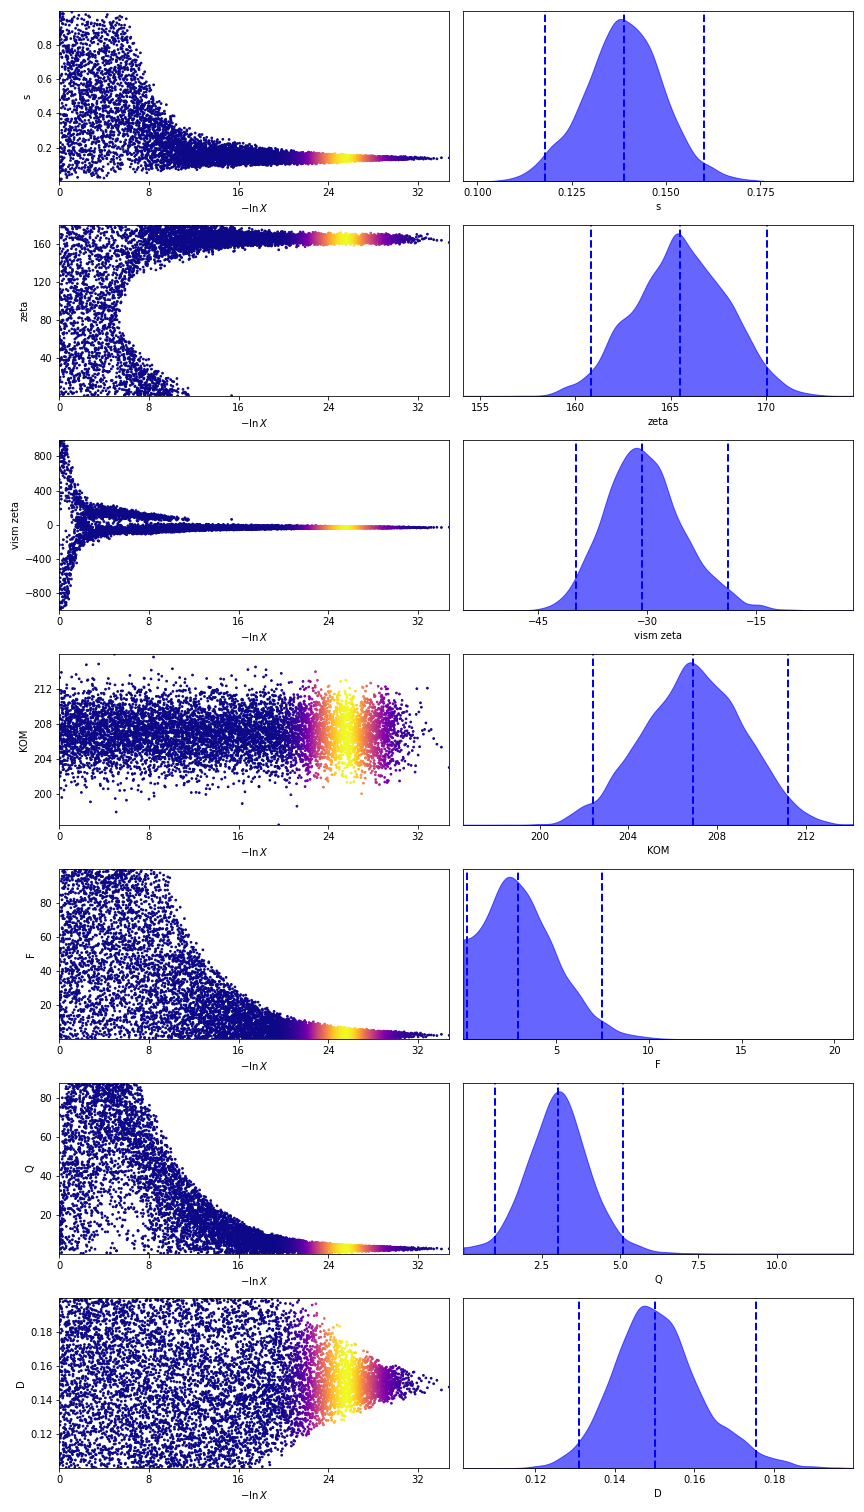 s
0.8
0.6
0.4
0.2
0 8 16 24 32
−ln X
0.100 0.125 0.150 0.175
s
zeta
160
120
80
40
0 8 16 24 32
−ln X
155 160 165 170
zeta
vism zeta
800
400
0
−400
−800
0 8 16 24 32
−ln X
−45 −30 −15
vism zeta
KOM
212
208
204
200
0 8 16 24 32
−ln X
200 204 208 212
KOM
F
80
60
40
20
0 8 16 24 32
−ln X
5 10 15 20
F
Q
80
60
40
20
0 8 16 24 32
−ln X
2.5 5.0 7.5 10.0
Q
D
0.18
0.16
0.14
0.12
0 8 16 24 32
−ln X
0.12 0.14 0.16 0.18
D